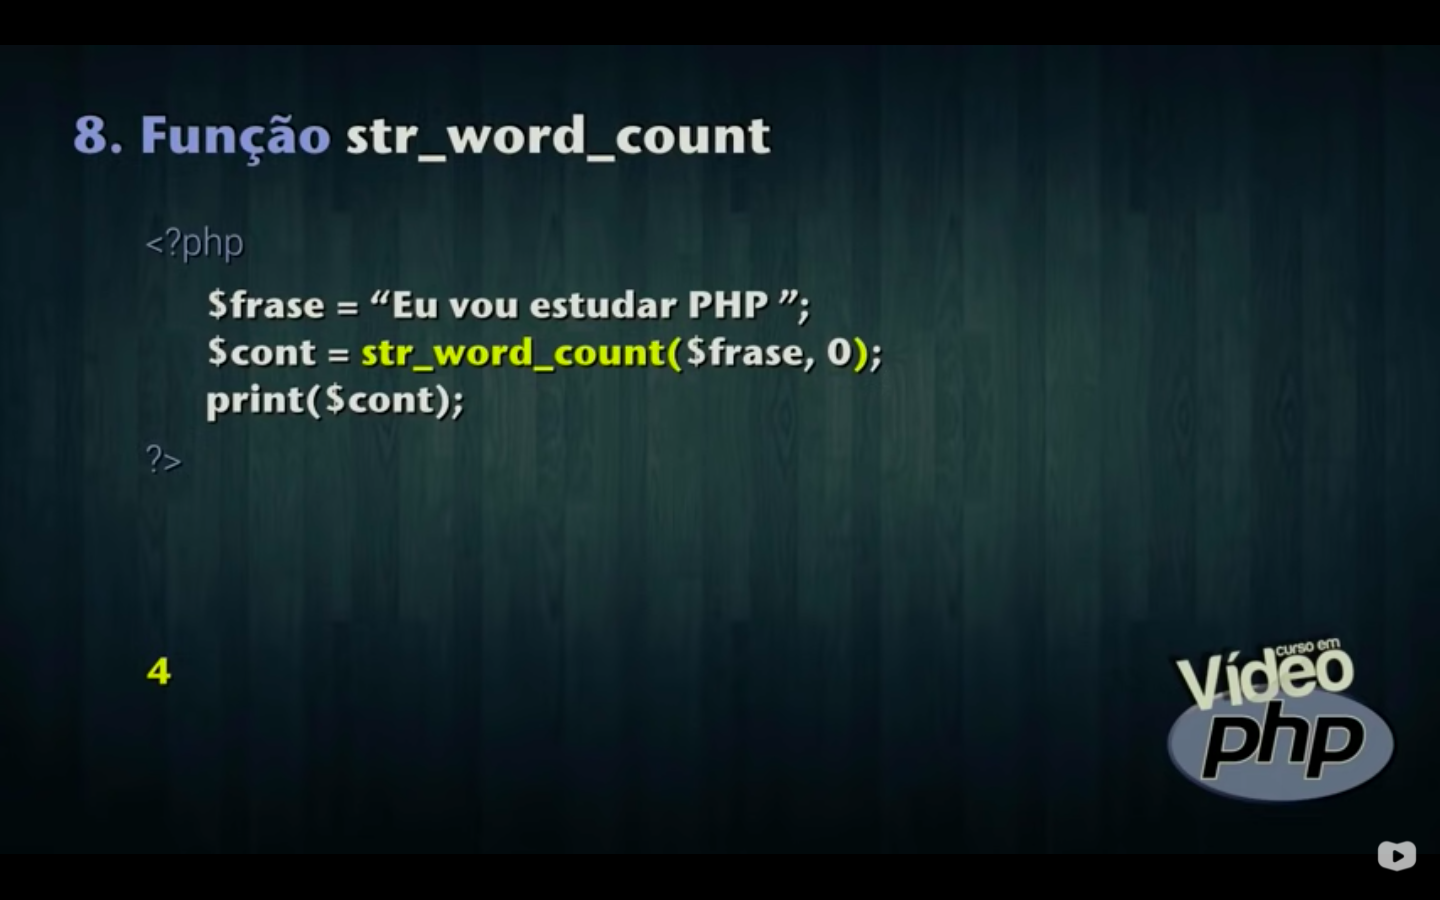 8. Função str_word_count
<?php
$frase = “Eu vou estudar PHP ”;
$cont = str_word_count($frase, 0);
print($cont);
?>
4
curso em
Vídeo
php